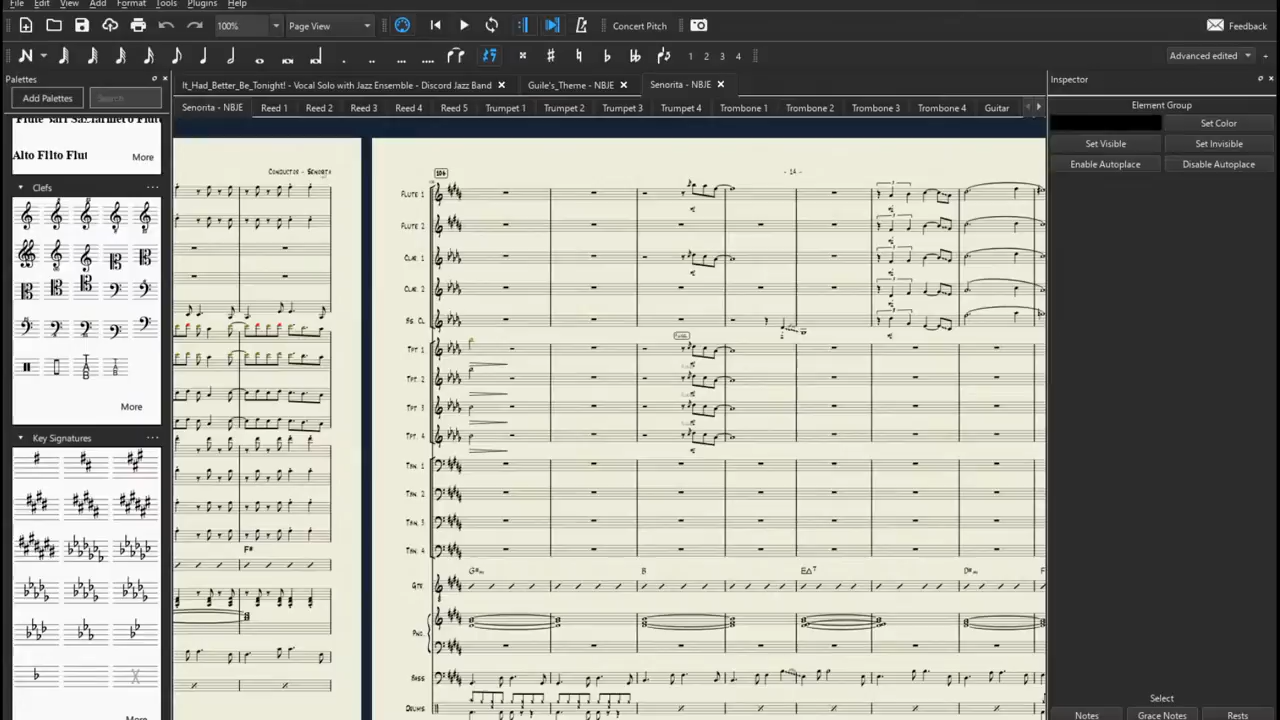 File Edit View Add Format Tools Plugins Help
100% Page View Concert Pitch Feedback
N 1 2 3 4 Advanced edited
Palettes
Add Palettes Search
More
Clefs
More
Key Signatures
More
It_Had_Better_Be_Tonight! - Vocal Solo with Jazz Ensemble - Discord Jazz Band Guile's_Theme - NBJE Senorita - NBJE
Senorita - NBJE Reed 1 Reed 2 Reed 3 Reed 4 Reed 5 Trumpet 1 Trumpet 2 Trumpet 3 Trumpet 4 Trombone 1 Trombone 2 Trombone 3 Trombone 4 Guitar
Conductor - Senorita
F#
106
- 14 -
Flute 1
Flute 2
Clar. 1
Clar. 2
Bs. Cl.
Tpt. 1
Tpt. 2
Tpt. 3
Tpt. 4
Tbn. 1
Tbn. 2
Tbn. 3
Tbn. 4
G#m B EΔ7 D#m F
Gtr.
Pno.
Bass
Drums
Inspector
Element Group
Set Color
Set Visible Set Invisible
Enable Autoplace Disable Autoplace
Select
Notes Grace Notes Rests